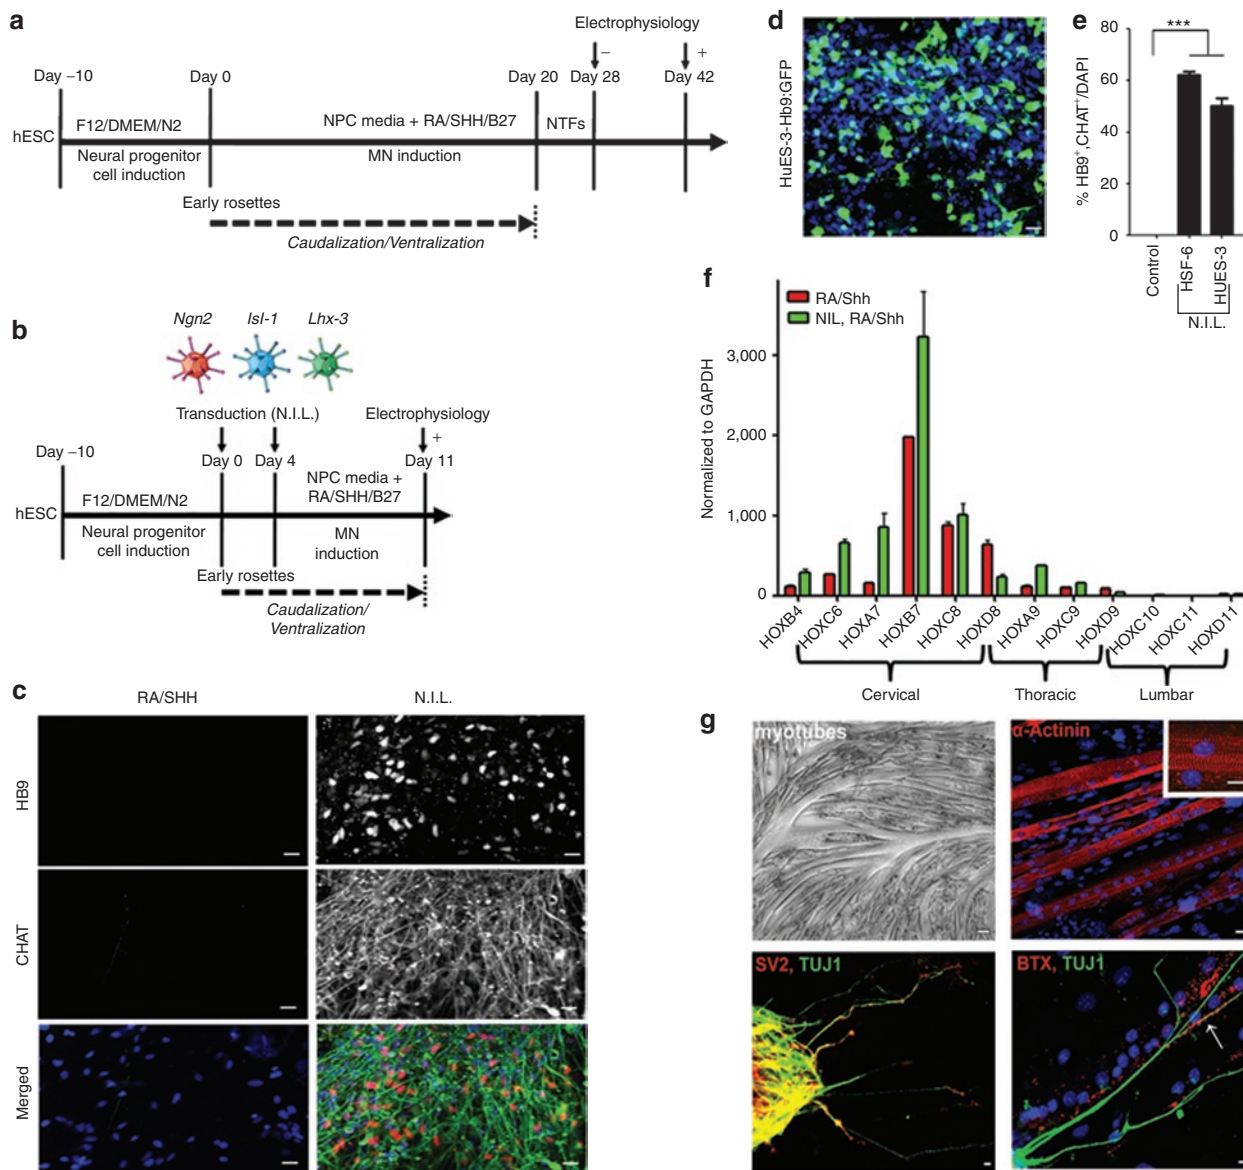 a
Electrophysiology
− +
Day −10 Day 0 Day 20 Day 28 Day 42
hESC
F12/DMEM/N2
NPC media + RA/SHH/B27
NTFs
Neural progenitor
cell induction
MN induction
Early rosettes
Caudalization/Ventralization
b
Ngn2 Isl-1 Lhx-3
Transduction (N.I.L.)
Electrophysiology
+
Day −10
Day 0 Day 4 Day 11
hESC
F12/DMEM/N2
NPC media +
RA/SHH/B27
Neural progenitor
cell induction
MN
induction
Early rosettes
Caudalization/
Ventralization
c
RA/SHH N.I.L.
HB9
CHAT
Merged
d
HuES-3-Hb9:GFP
e
% HB9+,CHAT+/DAPI
80
60
40
20
0
***
Control
HSF-6
HUES-3
N.I.L.
f
RA/Shh
NIL, RA/Shh
Normalized to GAPDH
3,000
2,000
1,000
0
HOXB4 HOXC6 HOXA7 HOXB7 HOXC8 HOXD8 HOXA9 HOXC9 HOXD9 HOXC10 HOXC11 HOXD11
Cervical Thoracic Lumbar
g
myotubes
α-Actinin
SV2, TUJ1
BTX, TUJ1